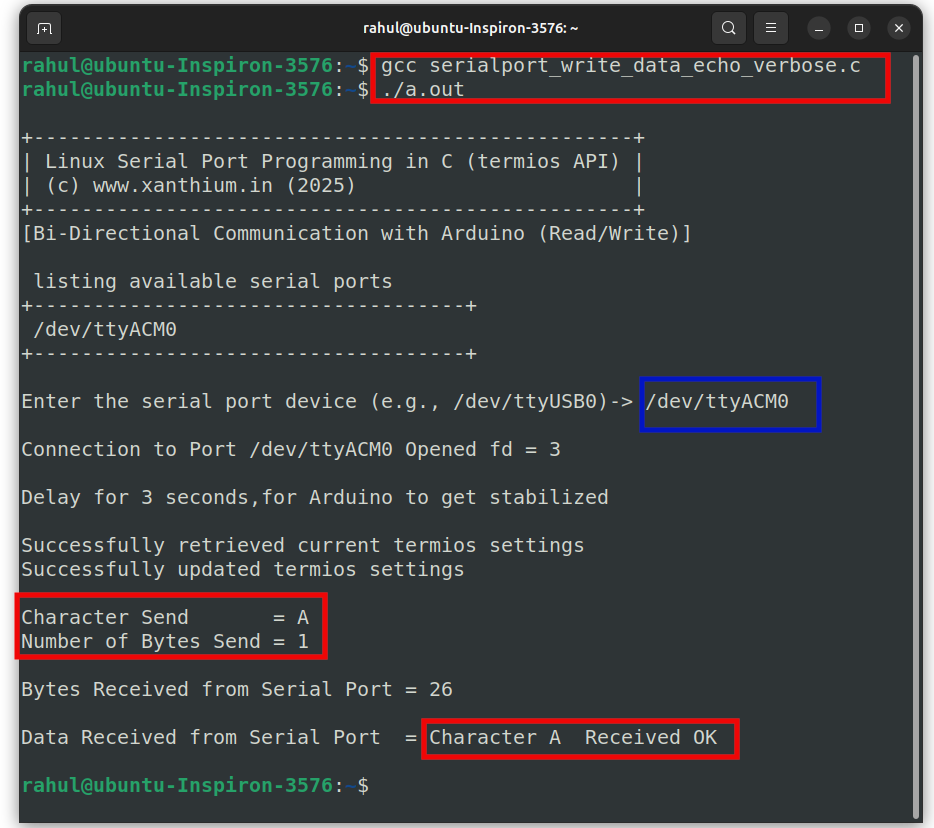 rahul@ubuntu-Inspiron-3576: ~
rahul@ubuntu-Inspiron-3576:~$ gcc serialport_write_data_echo_verbose.c
rahul@ubuntu-Inspiron-3576:~$ ./a.out
+--------------------------------------------------+
| Linux Serial Port Programming in C (termios API) |
| (c) www.xanthium.in (2025)                       |
+--------------------------------------------------+
[Bi-Directional Communication with Arduino (Read/Write)]
 listing available serial ports
+------------------------------------+
 /dev/ttyACM0
+------------------------------------+
Enter the serial port device (e.g., /dev/ttyUSB0)-> /dev/ttyACM0
Connection to Port /dev/ttyACM0 Opened fd = 3
Delay for 3 seconds,for Arduino to get stabilized
Successfully retrieved current termios settings
Successfully updated termios settings
Character Send       = A
Number of Bytes Send = 1
Bytes Received from Serial Port = 26
Data Received from Serial Port  = Character A  Received OK
rahul@ubuntu-Inspiron-3576:~$